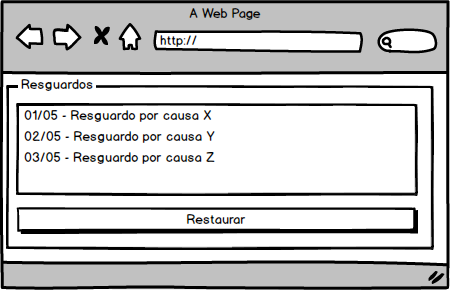 A Web Page
http://
Resguardos
01/05 - Resguardo por causa X
02/05 - Resguardo por causa Y
03/05 - Resguardo por causa Z
Restaurar